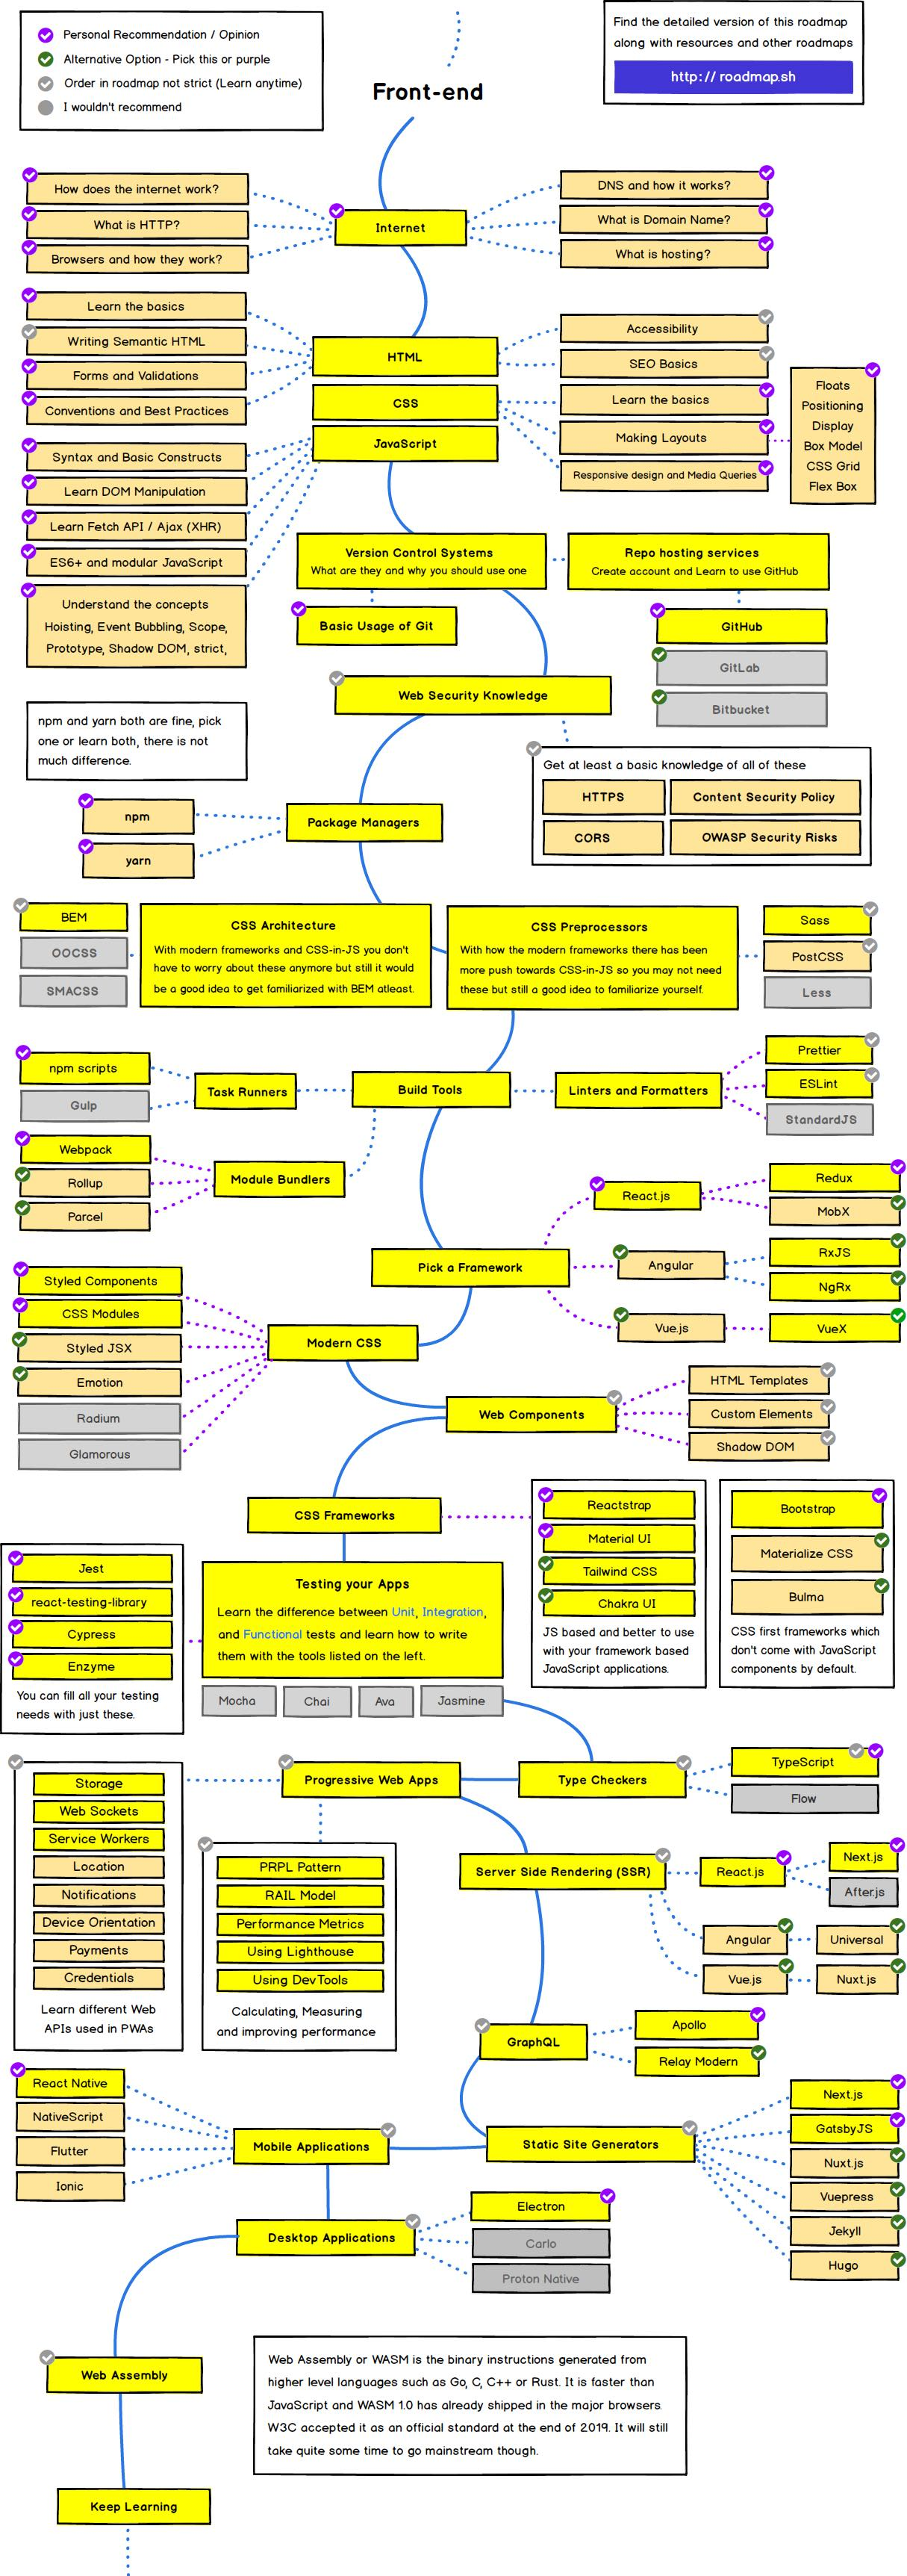 Personal Recommendation / Opinion
Alternative Option - Pick this or purple
Order in roadmap not strict (Learn anytime)
I wouldn't recommend
Find the detailed version of this roadmap
along with resources and other roadmaps
http://roadmap.sh
Front-end
How does the internet work?
What is HTTP?
Browsers and how they work?
Internet
DNS and how it works?
What is Domain Name?
What is hosting?
Learn the basics
Writing Semantic HTML
Forms and Validations
Conventions and Best Practices
HTML
Accessibility
SEO Basics
CSS
Learn the basics
Making Layouts
Responsive design and Media Queries
Floats
Positioning
Display
Box Model
CSS Grid
Flex Box
JavaScript
Syntax and Basic Constructs
Learn DOM Manipulation
Learn Fetch API / Ajax (XHR)
ES6+ and modular JavaScript
Understand the concepts
Hoisting, Event Bubbling, Scope,
Prototype, Shadow DOM, strict,
Version Control Systems
What are they and why you should use one
Basic Usage of Git
Repo hosting services
Create account and Learn to use GitHub
GitHub
GitLab
Bitbucket
Web Security Knowledge
Get at least a basic knowledge of all of these
HTTPS
Content Security Policy
CORS
OWASP Security Risks
npm and yarn both are fine, pick
one or learn both, there is not
much difference.
npm
yarn
Package Managers
BEM
OOCSS
SMACSS
CSS Architecture
With modern frameworks and CSS-in-JS you don't
have to worry about these anymore but still it would
be a good idea to get familiarized with BEM atleast.
CSS Preprocessors
With how the modern frameworks there has been
more push towards CSS-in-JS so you may not need
these but still a good idea to familiarize yourself.
Sass
PostCSS
Less
npm scripts
Gulp
Task Runners
Build Tools
Linters and Formatters
Prettier
ESLint
StandardJS
Webpack
Rollup
Parcel
Module Bundlers
Pick a Framework
React.js
Redux
MobX
Angular
RxJS
NgRx
Vue.js
VueX
Styled Components
CSS Modules
Styled JSX
Emotion
Radium
Glamorous
Modern CSS
Web Components
HTML Templates
Custom Elements
Shadow DOM
CSS Frameworks
Reactstrap
Material UI
Tailwind CSS
Chakra UI
JS based and better to use
with your framework based
JavaScript applications.
Bootstrap
Materialize CSS
Bulma
CSS first frameworks which
don't come with JavaScript
components by default.
Jest
react-testing-library
Cypress
Enzyme
You can fill all your testing
needs with just these.
Testing your Apps
Learn the difference between Unit, Integration,
and Functional tests and learn how to write
them with the tools listed on the left.
Mocha
Chai
Ava
Jasmine
Progressive Web Apps
Type Checkers
TypeScript
Flow
Storage
Web Sockets
Service Workers
Location
Notifications
Device Orientation
Payments
Credentials
Learn different Web
APIs used in PWAs
PRPL Pattern
RAIL Model
Performance Metrics
Using Lighthouse
Using DevTools
Calculating, Measuring
and improving performance
Server Side Rendering (SSR)
React.js
Next.js
After.js
Angular
Universal
Vue.js
Nuxt.js
GraphQL
Apollo
Relay Modern
React Native
NativeScript
Flutter
Ionic
Mobile Applications
Static Site Generators
Next.js
GatsbyJS
Nuxt.js
Vuepress
Jekyll
Hugo
Desktop Applications
Electron
Carlo
Proton Native
Web Assembly
Web Assembly or WASM is the binary instructions generated from
higher level languages such as Go, C, C++ or Rust. It is faster than
JavaScript and WASM 1.0 has already shipped in the major browsers.
W3C accepted it as an official standard at the end of 2019. It will still
take quite some time to go mainstream though.
Keep Learning